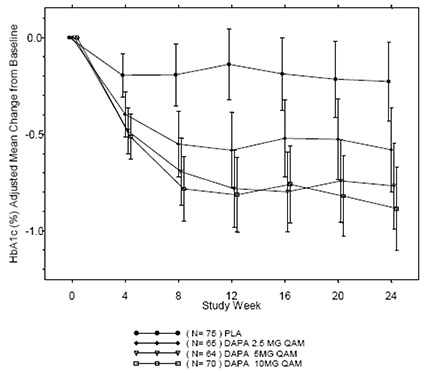 HbA1c (%) Adjusted Mean Change from Baseline
0.0
-0.5
-1.0
0 4 8 12 16 20 24
Study Week
( N= 75 ) PLA
( N= 65 ) DAPA 2.5 MG QAM
( N= 64 ) DAPA 5MG QAM
( N= 70 ) DAPA 10MG QAM